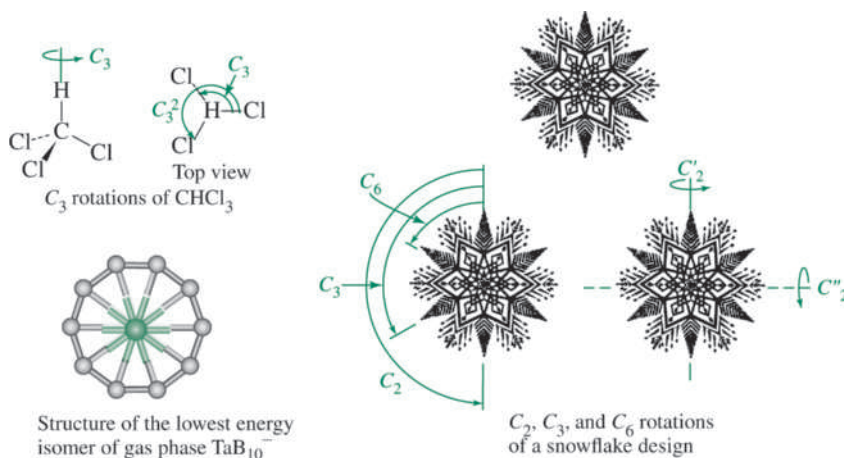 C₃
H
Cl
C
Cl
Cl
C₃ rotations of CHCl₃
Cl
C₃
C₃²
H
Cl
Cl
Top view
Structure of the lowest energy
isomer of gas phase TaB₁₀⁻
C₆
C₃
C₂
C′₂
C″₂
C₂, C₃, and C₆ rotations
of a snowflake design